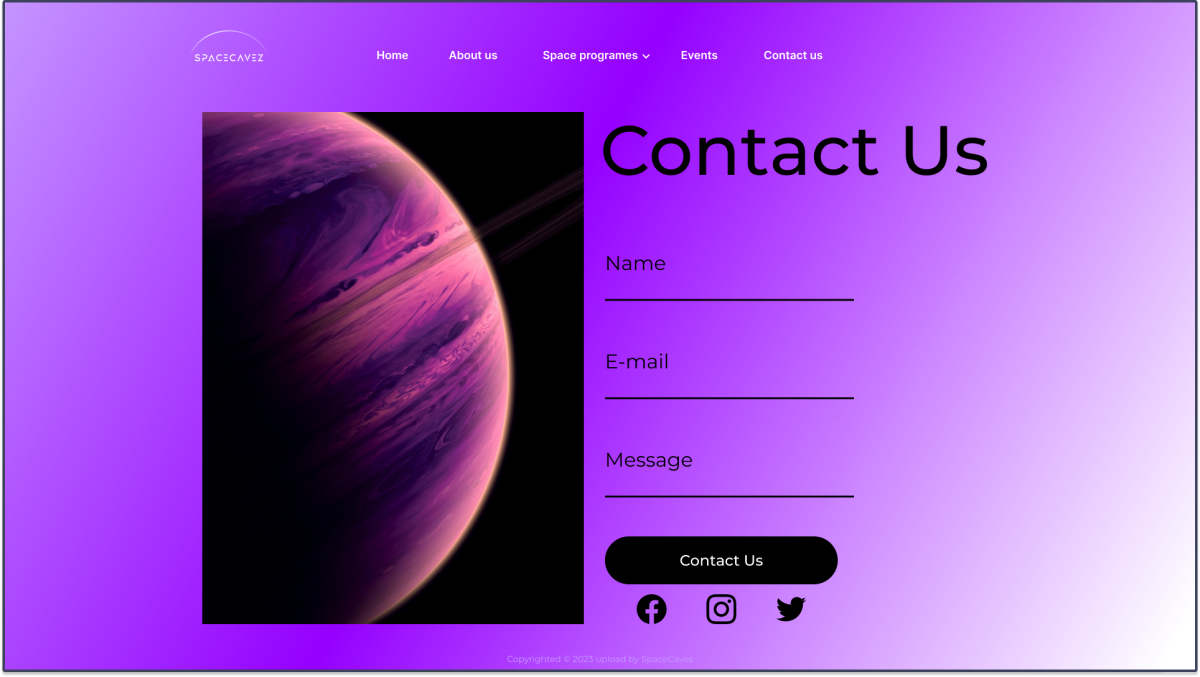 SPACECAVEZ
Home About us Space programes Events Contact us
Contact Us
Name
E-mail
Message
Contact Us
Copyrighted © 2023 upload by SpaceCaves